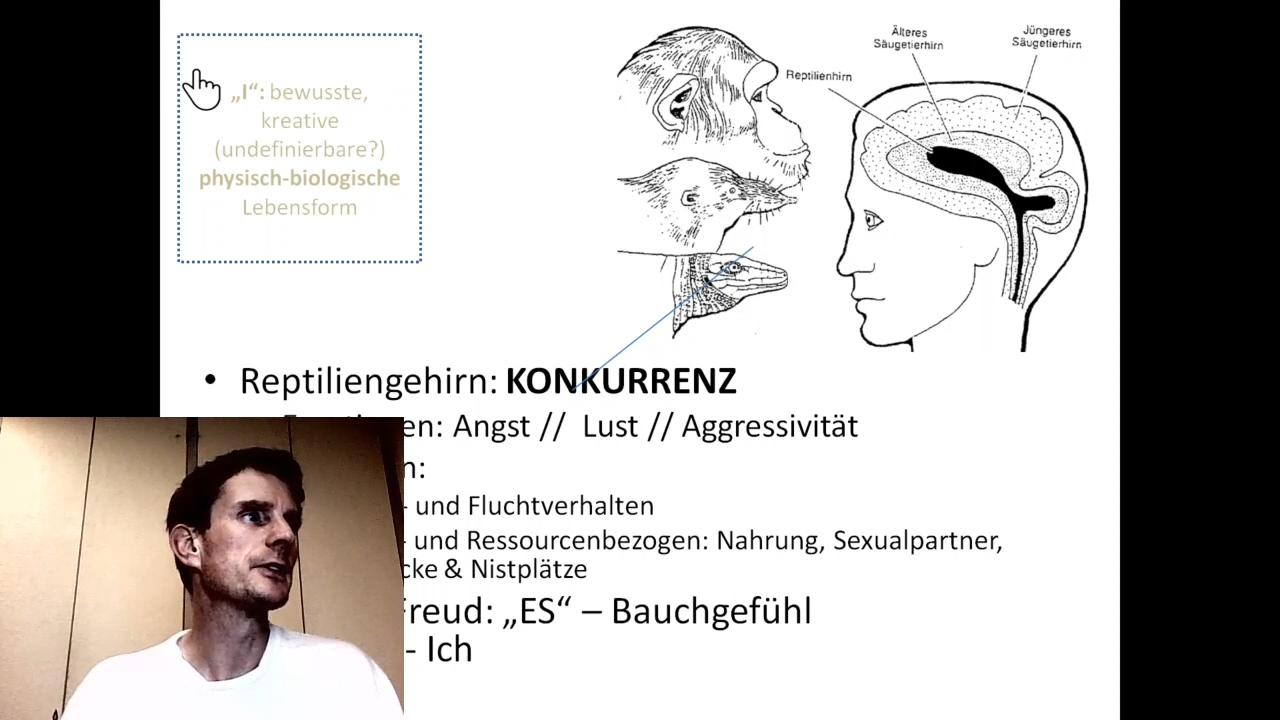 „I“: bewusste,
kreative
(undefinierbare?)
physisch-biologische
Lebensform
Älteres
Säugetierhirn
Jüngeres
Säugetierhirn
Reptilienhirn
• Reptiliengehirn: KONKURRENZ
en: Angst // Lust // Aggressivität
n:
- und Fluchtverhalten
- und Ressourcenbezogen: Nahrung, Sexualpartner,
cke & Nistplätze
Freud: „ES“ – Bauchgefühl
- Ich